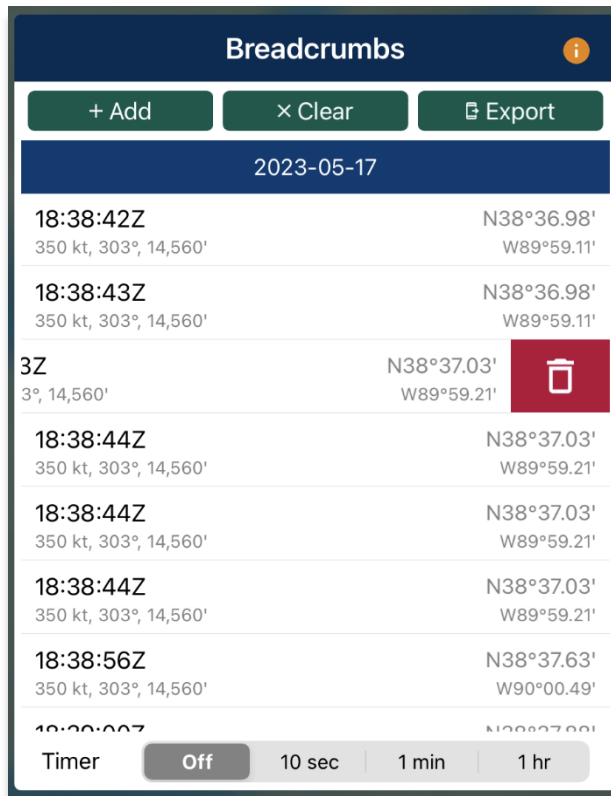 Breadcrumbs
+ Add
× Clear
Export
2023-05-17
18:38:42Z N38°36.98'
350 kt, 303°, 14,560' W89°59.11'
18:38:43Z N38°36.98'
350 kt, 303°, 14,560' W89°59.11'
3Z N38°37.03'
3°, 14,560' W89°59.21'
18:38:44Z N38°37.03'
350 kt, 303°, 14,560' W89°59.21'
18:38:44Z N38°37.03'
350 kt, 303°, 14,560' W89°59.21'
18:38:44Z N38°37.03'
350 kt, 303°, 14,560' W89°59.21'
18:38:56Z N38°37.63'
350 kt, 303°, 14,560' W90°00.49'
Timer Off 10 sec 1 min 1 hr